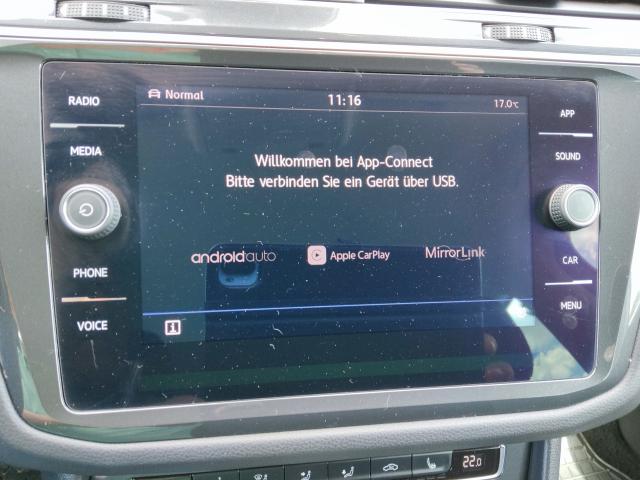 Normal
11:16
17.0°C
RADIO
MEDIA
PHONE
VOICE
Willkommen bei App-Connect
Bitte verbinden Sie ein Gerät über USB.
androidauto
Apple CarPlay
MirrorLink
i
APP
SOUND
CAR
MENU
22.0